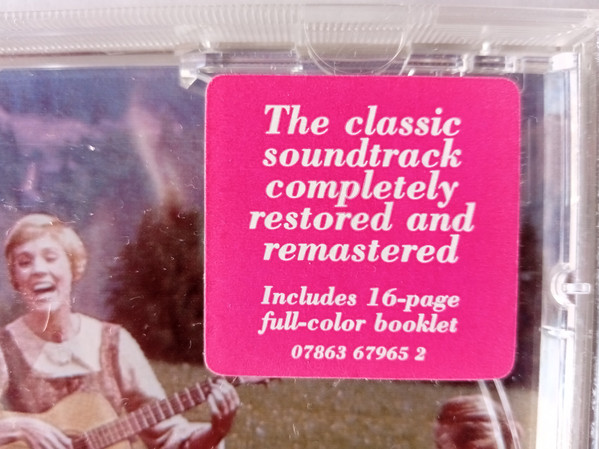 The classic
soundtrack
completely
restored and
remastered
Includes 16-page
full-color booklet
07863 67965 2